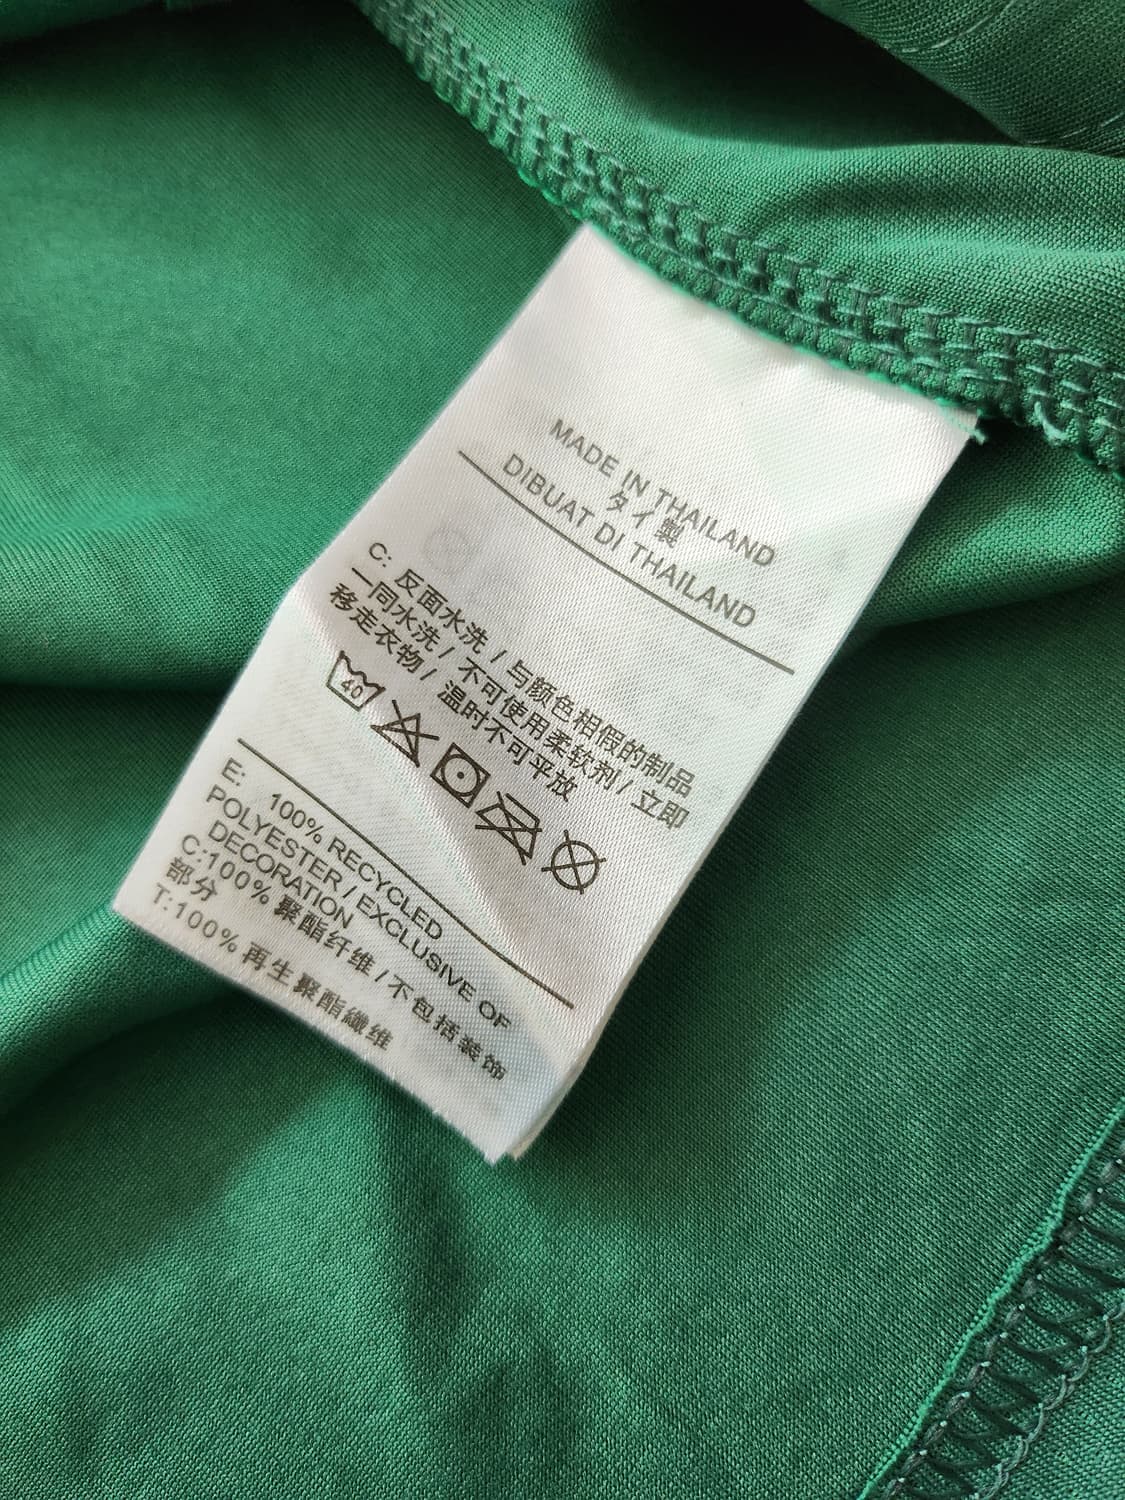 MADE IN THAILAND
タイ製
DIBUAT DI THAILAND
C: 反面水洗 / 与颜色相假的制品
一同水洗 / 不可使用柔软剂 / 立即
移走衣物 / 温时不可平放
40
E: 100% RECYCLED
POLYESTER / EXCLUSIVE OF
DECORATION
C:100% 聚酯纤维 / 不包括装饰
部分
T:100% 再生聚酯纖维